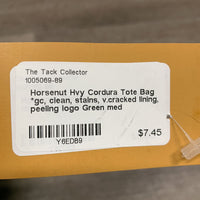 The Tack Collector
1005069-89
Horsenut Hvy Cordura Tote Bag
*gc, clean, stains, v.cracked lining,
peeling logo Green med
$7.45
Y6ED89